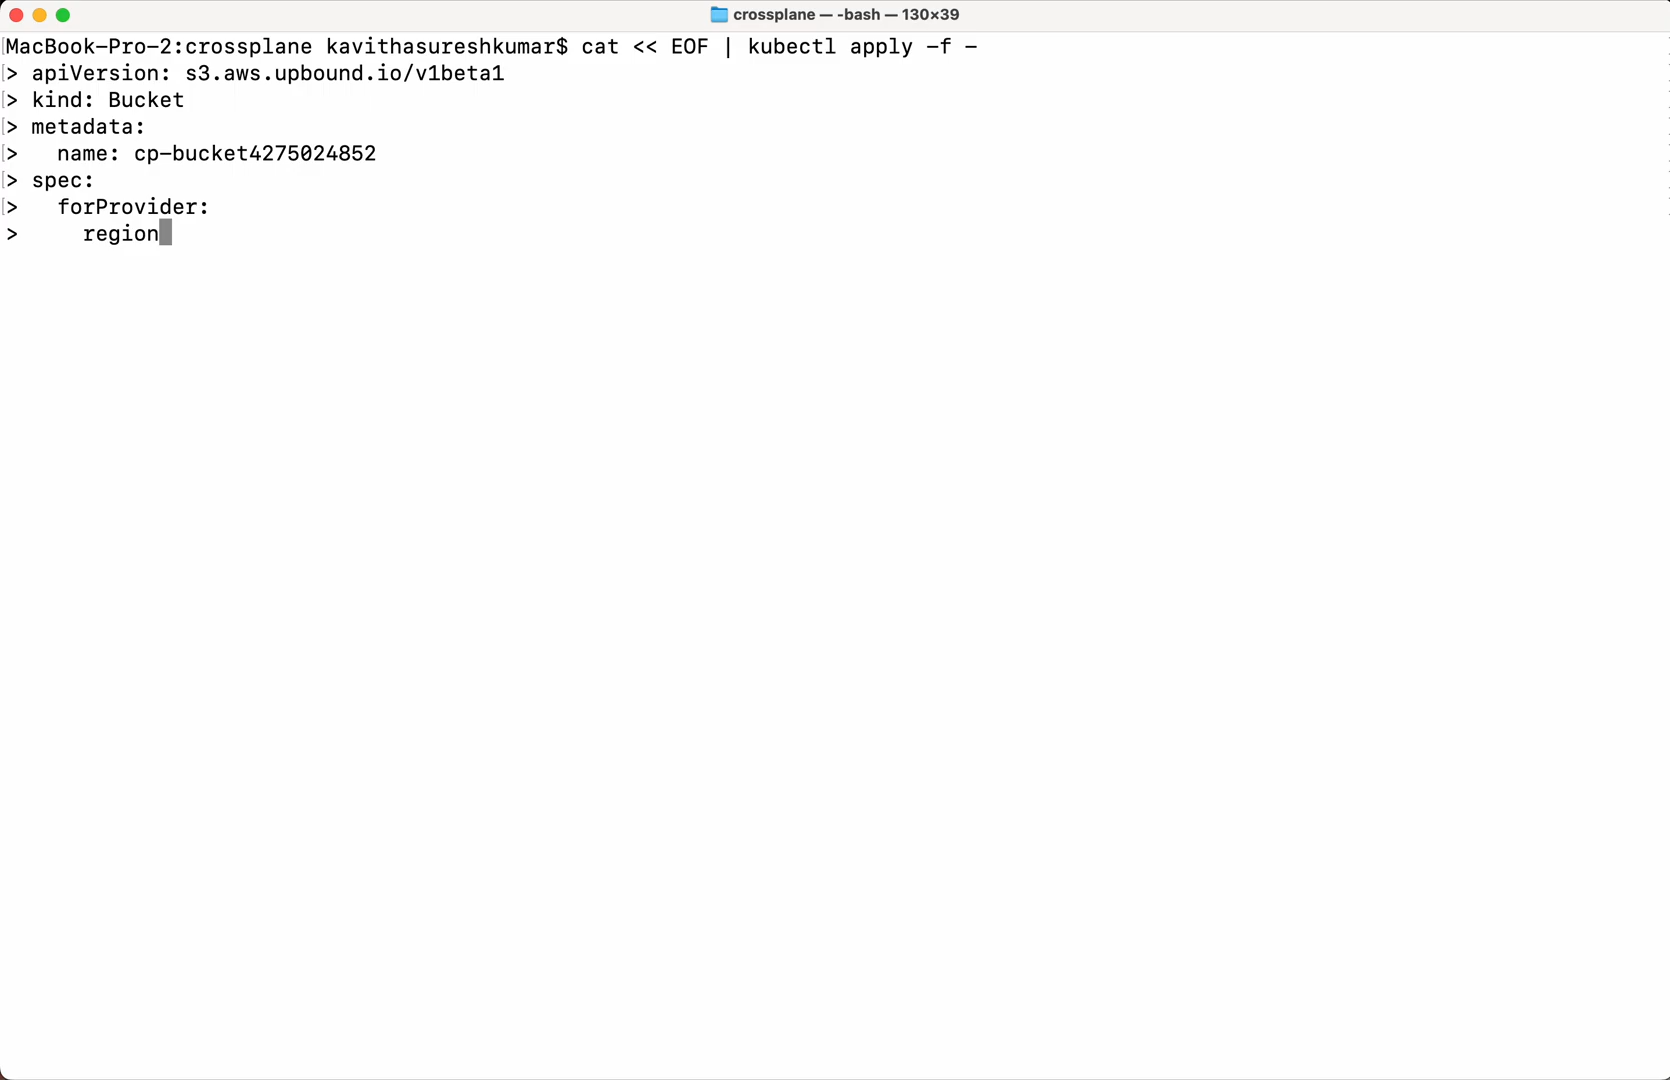 crossplane — -bash — 130×39
MacBook-Pro-2:crossplane kavithasureshkumar$ cat << EOF | kubectl apply -f -
> apiVersion: s3.aws.upbound.io/v1beta1
> kind: Bucket
> metadata:
>   name: cp-bucket4275024852
> spec:
>   forProvider:
>     region